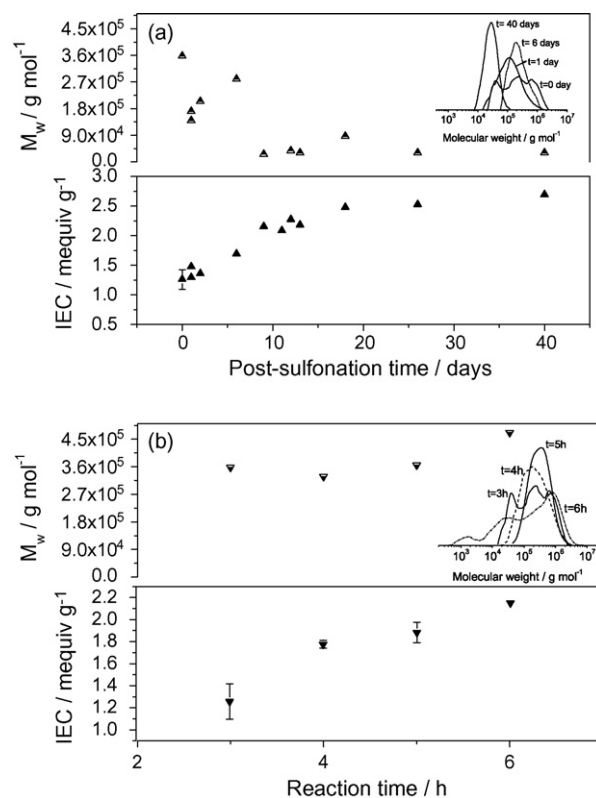 (a)
4.5x10⁵
3.6x10⁵
2.7x10⁵
1.8x10⁵
9.0x10⁴
0.0
M_w / g mol⁻¹
t= 40 days
t= 6 days
t=1 day
t=0 day
10³ 10⁴ 10⁵ 10⁶ 10⁷
Molecular weight / g mol⁻¹
3.0
2.5
2.0
1.5
1.0
0.5
IEC / mequiv g⁻¹
0 10 20 30 40
Post-sulfonation time / days
(b)
4.5x10⁵
3.6x10⁵
2.7x10⁵
1.8x10⁵
9.0x10⁴
0.0
M_w / g mol⁻¹
t=5h
t=4h
t=3h
t=6h
10³ 10⁴ 10⁵ 10⁶ 10⁷
Molecular weight / g mol⁻¹
2.2
2.0
1.8
1.6
1.4
1.2
1.0
IEC / mequiv g⁻¹
2 4 6
Reaction time / h